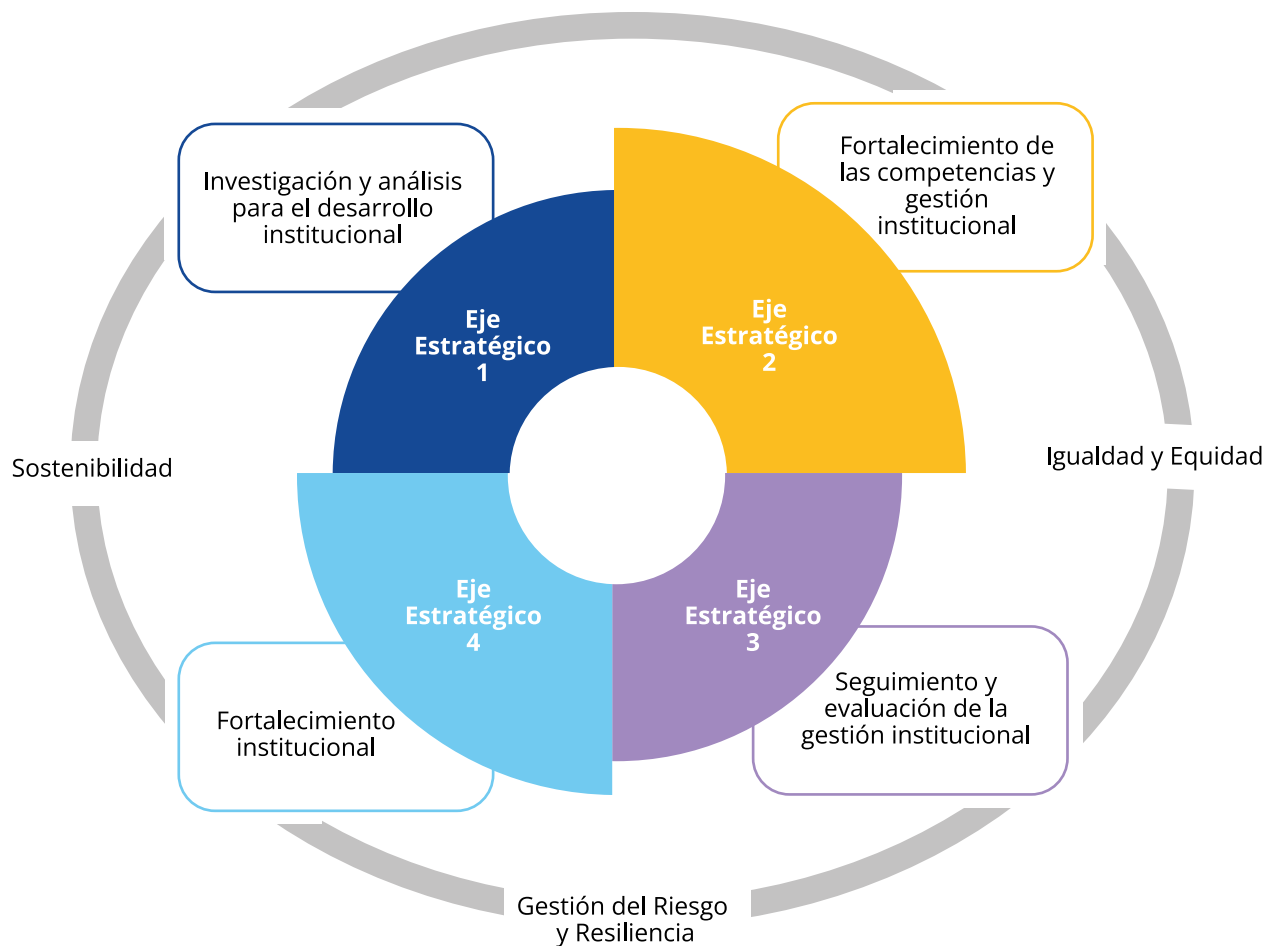 Investigación y análisis
para el desarrollo
institucional
Fortalecimiento de
las competencias y
gestión
institucional
Eje
Estratégico
1
Eje
Estratégico
2
Sostenibilidad
Igualdad y Equidad
Eje
Estratégico
4
Eje
Estratégico
3
Fortalecimiento
institucional
Seguimiento y
evaluación de la
gestión institucional
Gestión del Riesgo
y Resiliencia